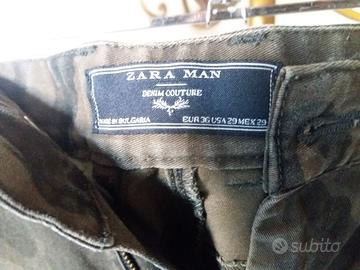 ZARA MAN
DENIM COUTURE
MADE IN BULGARIA
EUR 36 USA 29 MEX 29
subito